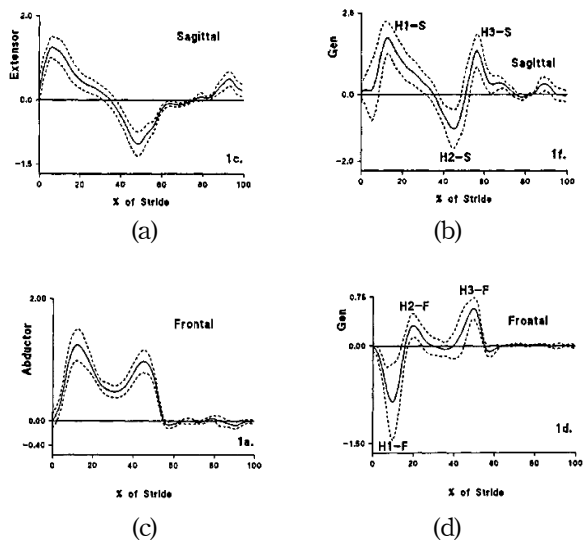 2.0
Extensor
0.0
-1.5
Sagittal
1c.
0 20 40 60 80 100
% of Stride
(a)
2.5
Gen
0.0
-2.0
H1-S
H3-S
Sagittal
H2-S
1f.
0 20 40 60 80 100
% of Stride
(b)
2.00
Abductor
0.00
-0.40
Frontal
1a.
0 20 40 60 80 100
% of Stride
(c)
0.75
Gen
0.00
-1.50
H2-F
H3-F
Frontal
H1-F
1d.
0 20 40 60 80 100
% of Stride
(d)